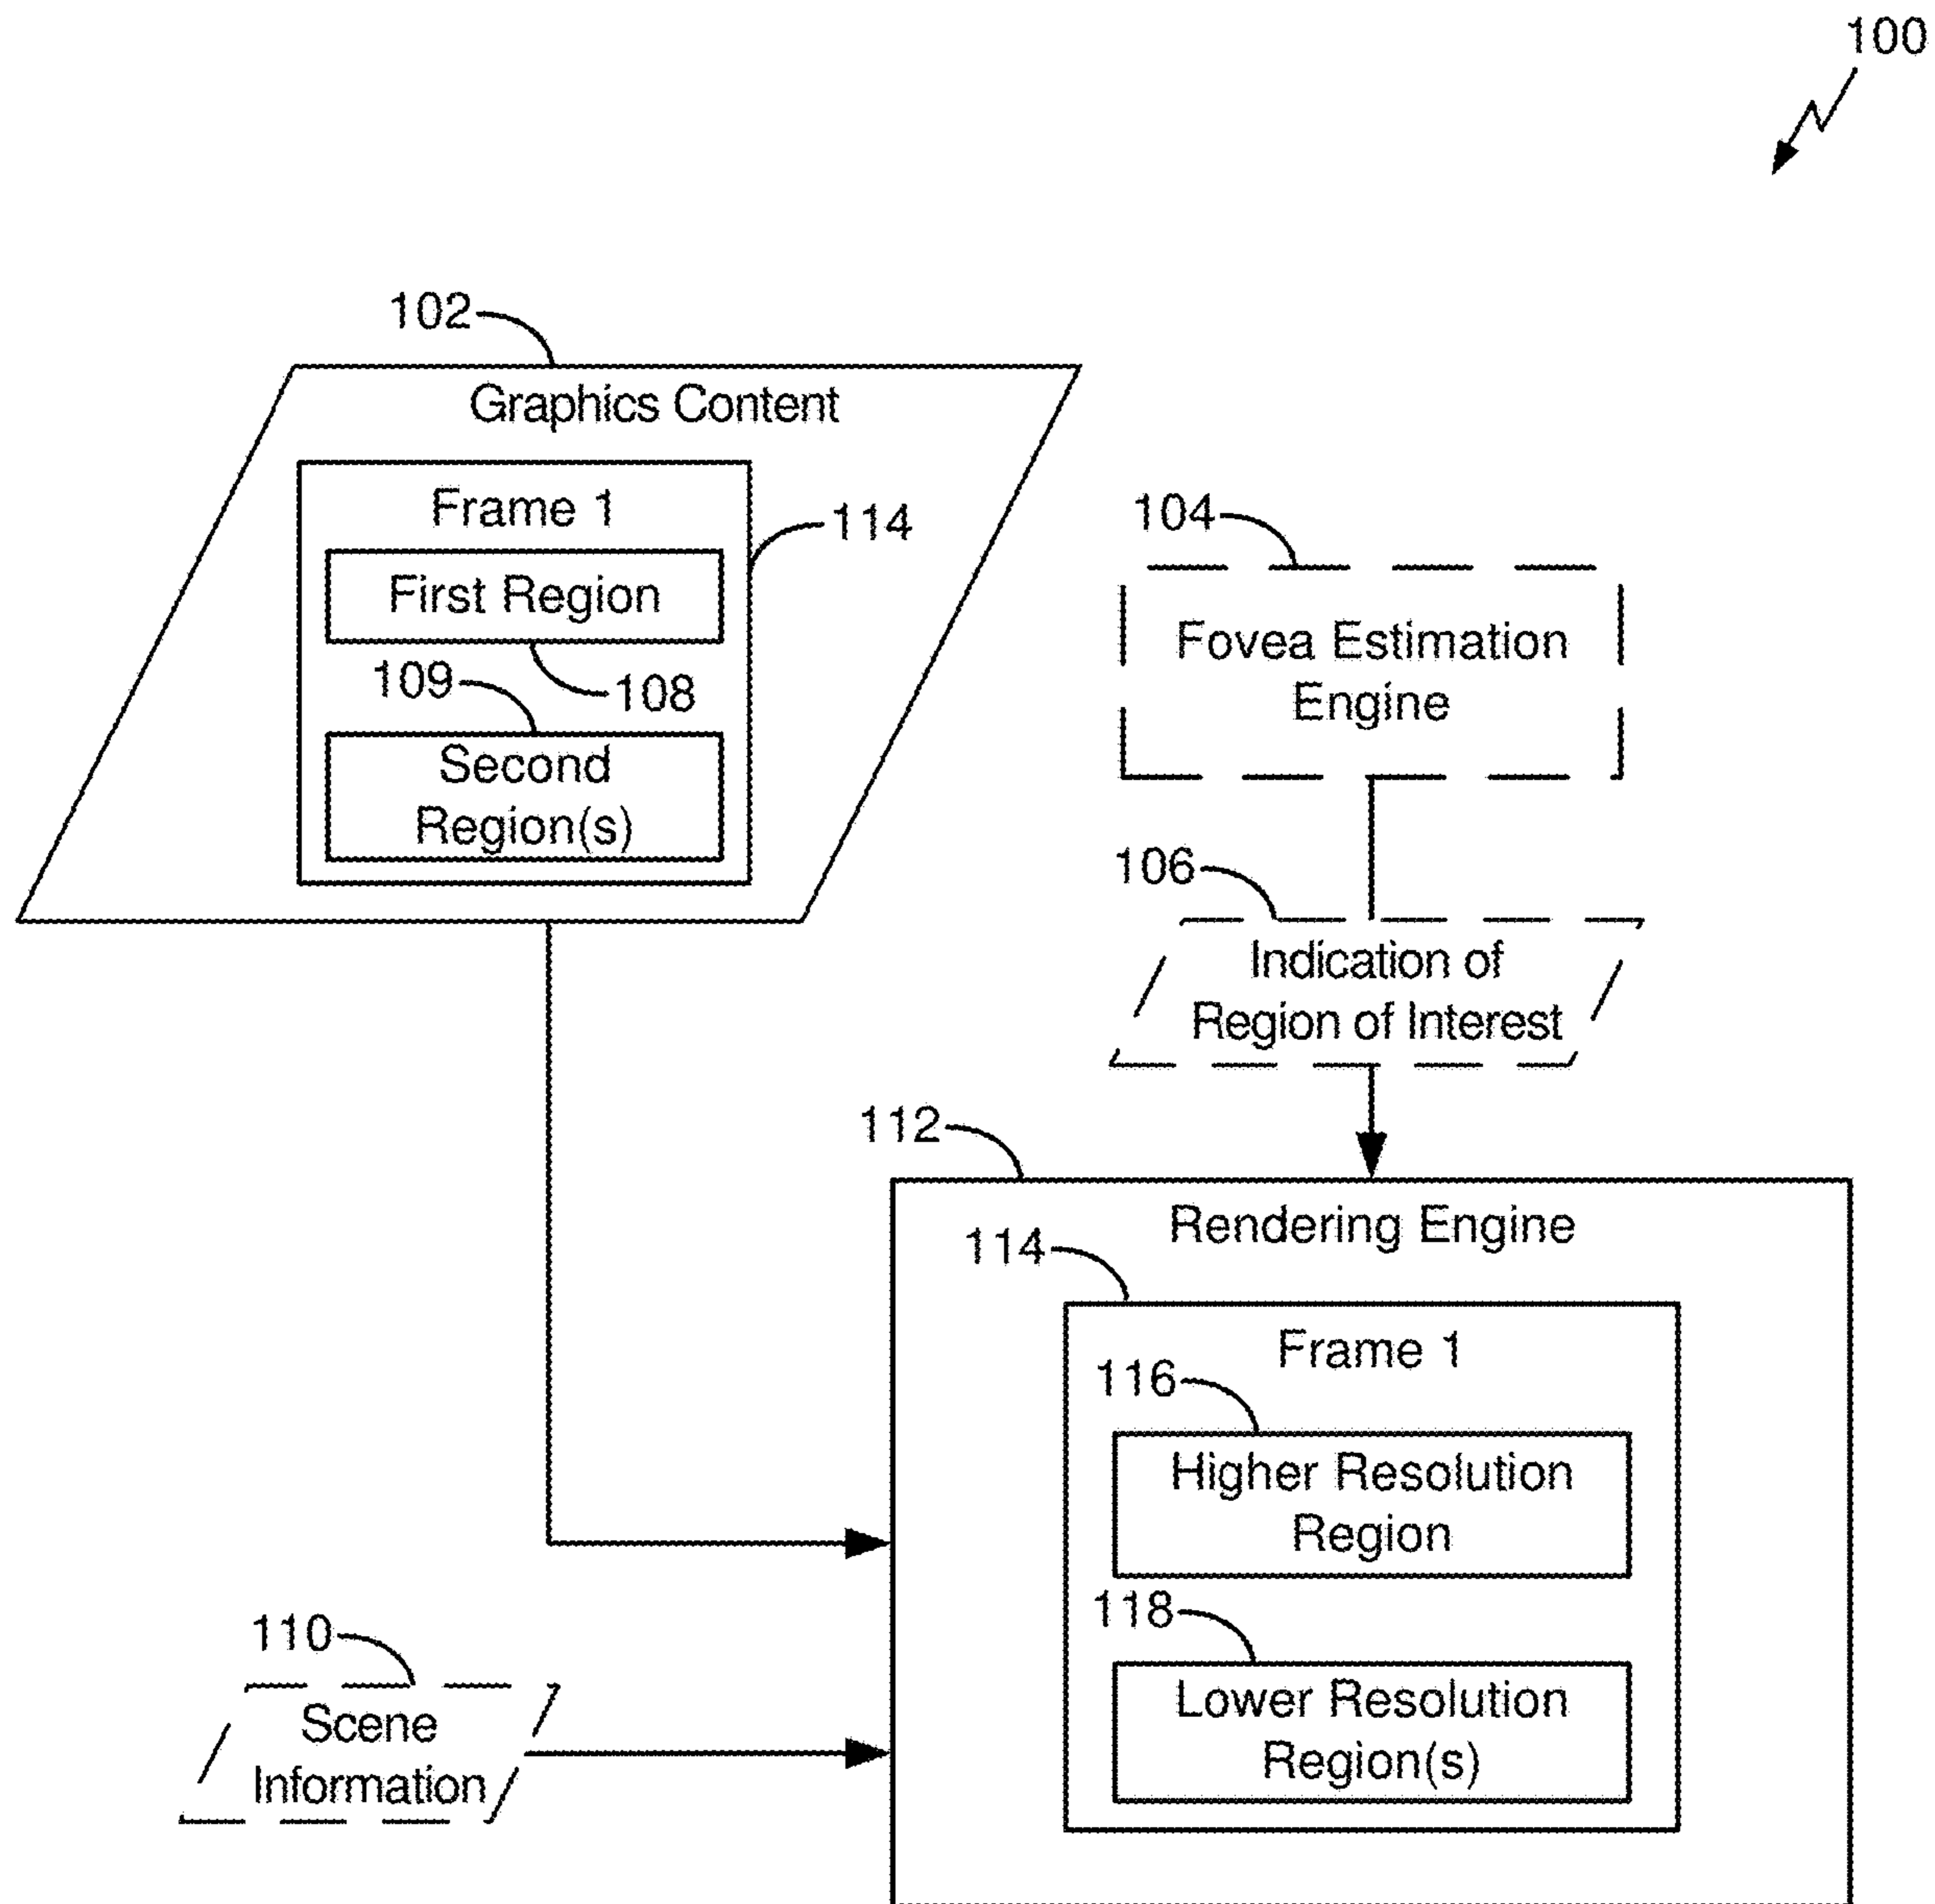 100
102
Graphics Content
Frame 1
114
First Region
108
109
Second
Region(s)
104
Fovea Estimation
Engine
106
Indication of
Region of Interest
112
Rendering Engine
114
Frame 1
116
Higher Resolution
Region
118
Lower Resolution
Region(s)
110
Scene
Information